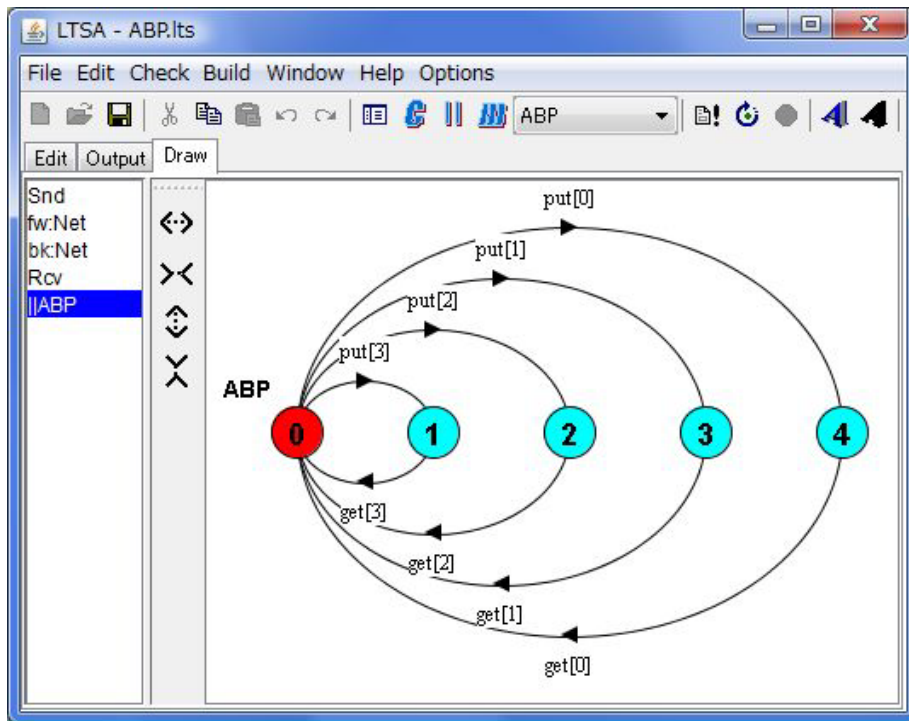 LTSA - ABP.lts
File Edit Check Build Window Help Options
ABP
Edit Output Draw
Snd
fw:Net
bk:Net
Rcv
||ABP
put[0]
put[1]
put[2]
put[3]
ABP
0 1 2 3 4
get[3]
get[2]
get[1]
get[0]